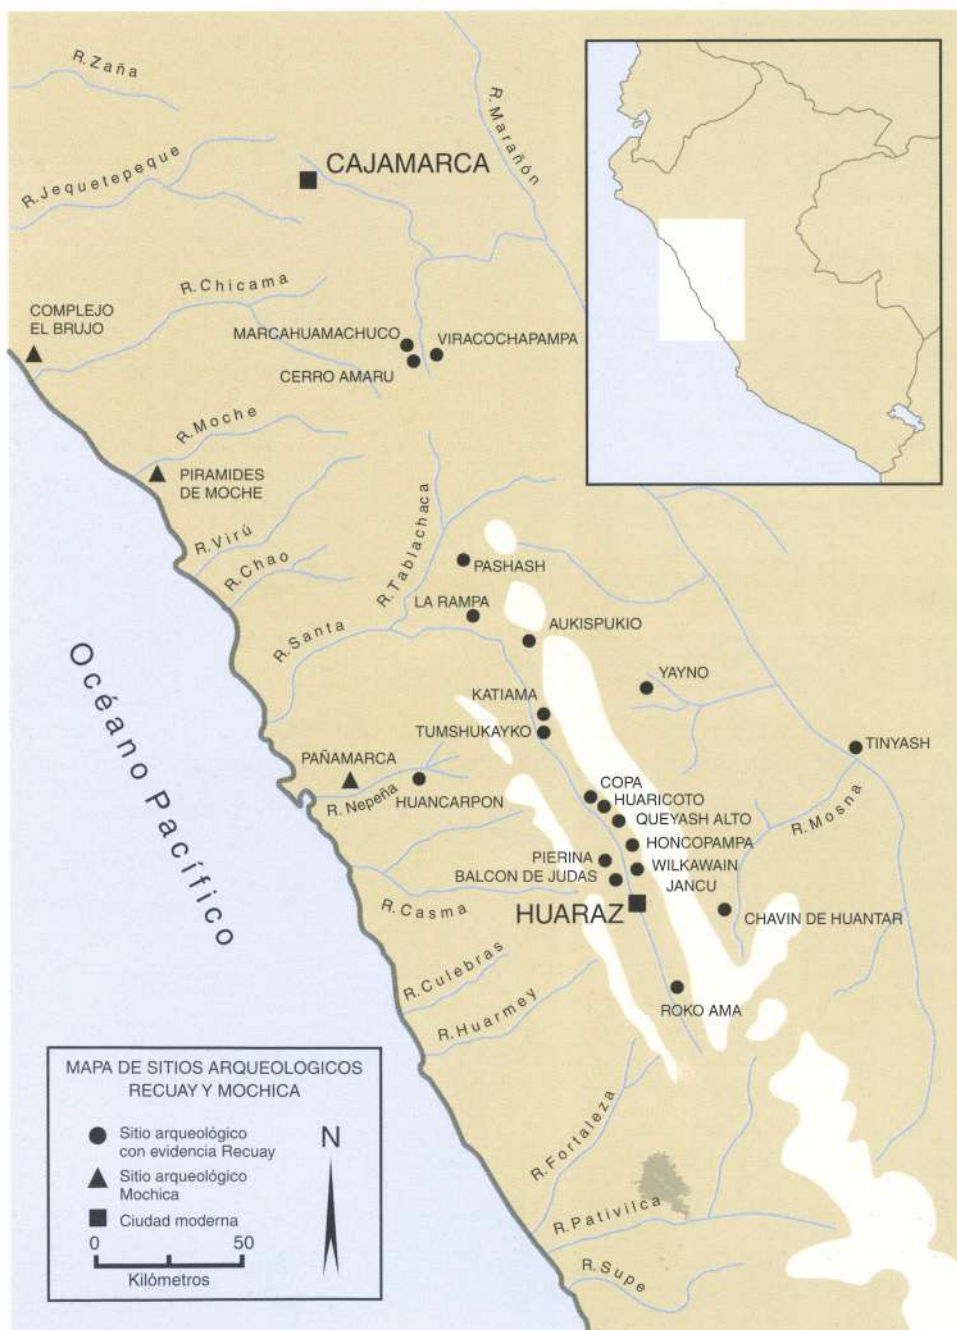 R. Zaña
R. Marañón
CAJAMARCA
R. Jequetepeque
R. Chicama
COMPLEJO
EL BRUJO
MARCAHUAMACHUCO
VIRACOCHAPAMPA
CERRO AMARU
R. Moche
PIRAMIDES
DE MOCHE
R. Tablachaca
R. Virú
R. Chao
PASHASH
LA RAMPA
AUKISPUKIO
R. Santa
YAYNO
KATIAMA
TUMSHUKAYKO
TINYASH
PAÑAMARCA
R. Nepeña
HUANCARPON
COPA
HUARICOTO
QUEYASH ALTO
R. Mosna
HONCOPAMPA
PIERINA
WILKAWAIN
BALCON DE JUDAS
JANCU
R. Casma
HUARAZ
CHAVIN DE HUANTAR
Océano Pacífico
R. Culebras
R. Huarmey
ROKO AMA
R. Fortaleza
R. Pativilca
R. Supe
MAPA DE SITIOS ARQUEOLOGICOS
RECUAY Y MOCHICA
Sitio arqueológico
con evidencia Recuay
Sitio arqueológico
Mochica
Ciudad moderna
N
0 50
Kilómetros